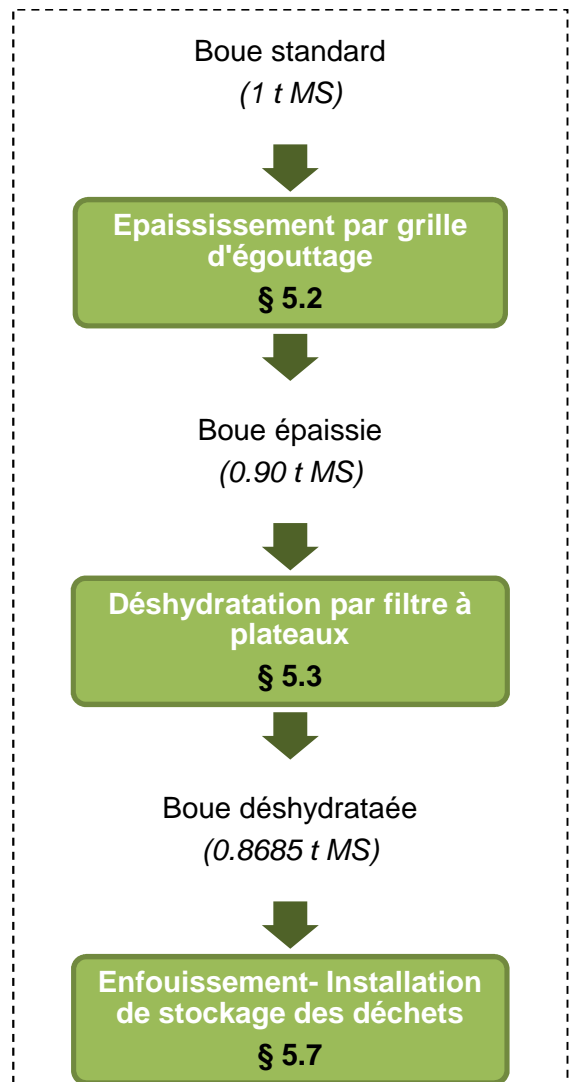 Boue standard
(1 t MS)
Epaississement par grille
d'égouttage
§ 5.2
Boue épaissie
(0.90 t MS)
Déshydratation par filtre à
plateaux
§ 5.3
Boue déshydrataée
(0.8685 t MS)
Enfouissement- Installation
de stockage des déchets
§ 5.7